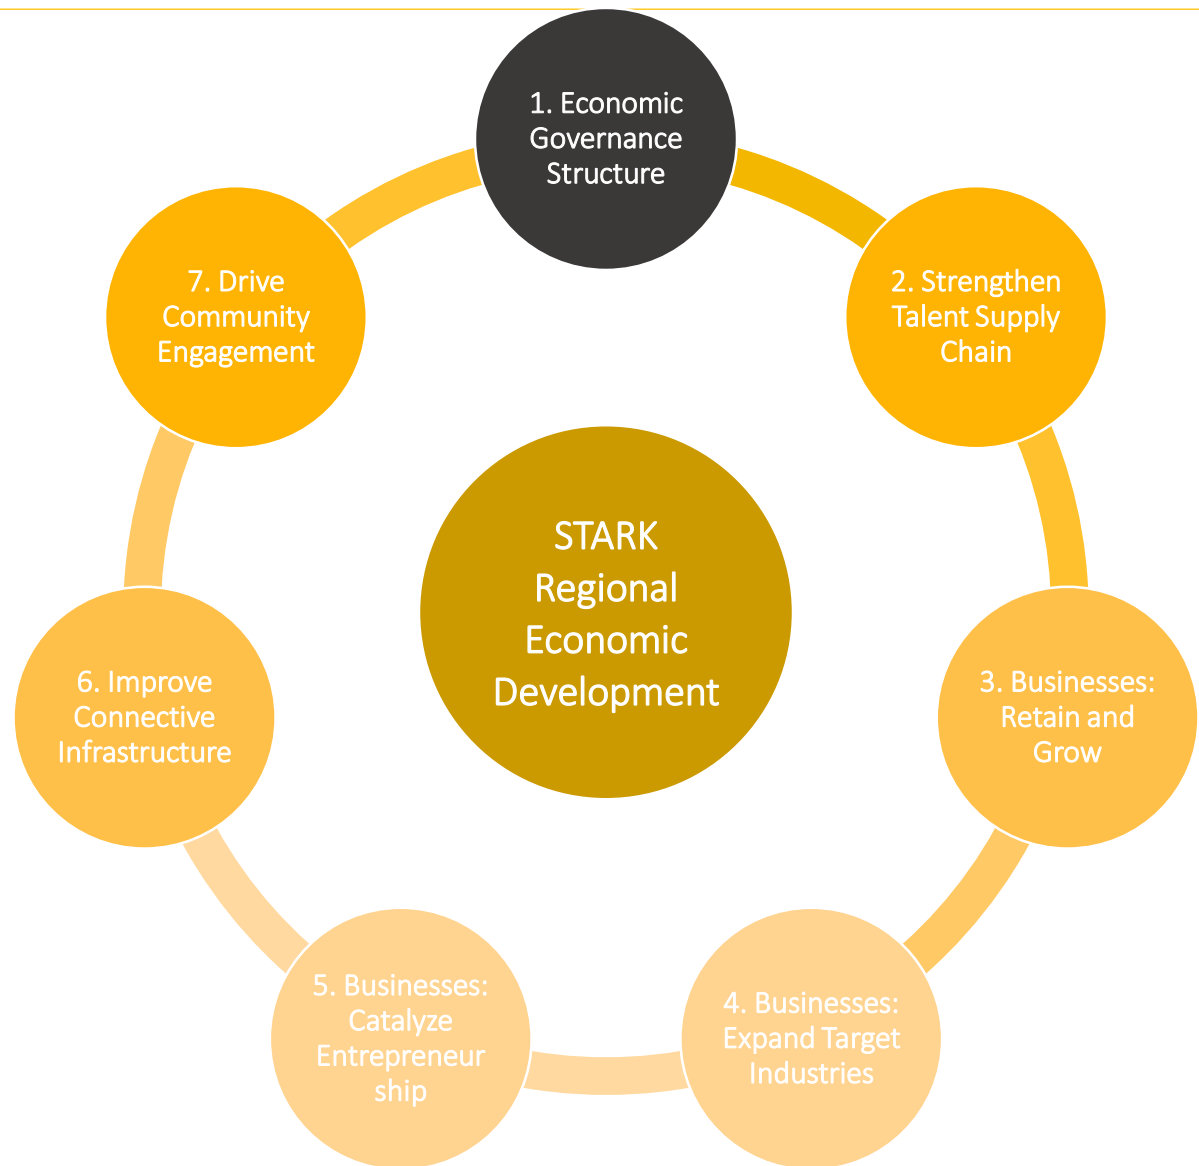 1. Economic
Governance
Structure
2. Strengthen
Talent Supply
Chain
3. Businesses:
Retain and
Grow
4. Businesses:
Expand Target
Industries
5. Businesses:
Catalyze
Entrepreneur
ship
6. Improve
Connective
Infrastructure
7. Drive
Community
Engagement
STARK
Regional
Economic
Development